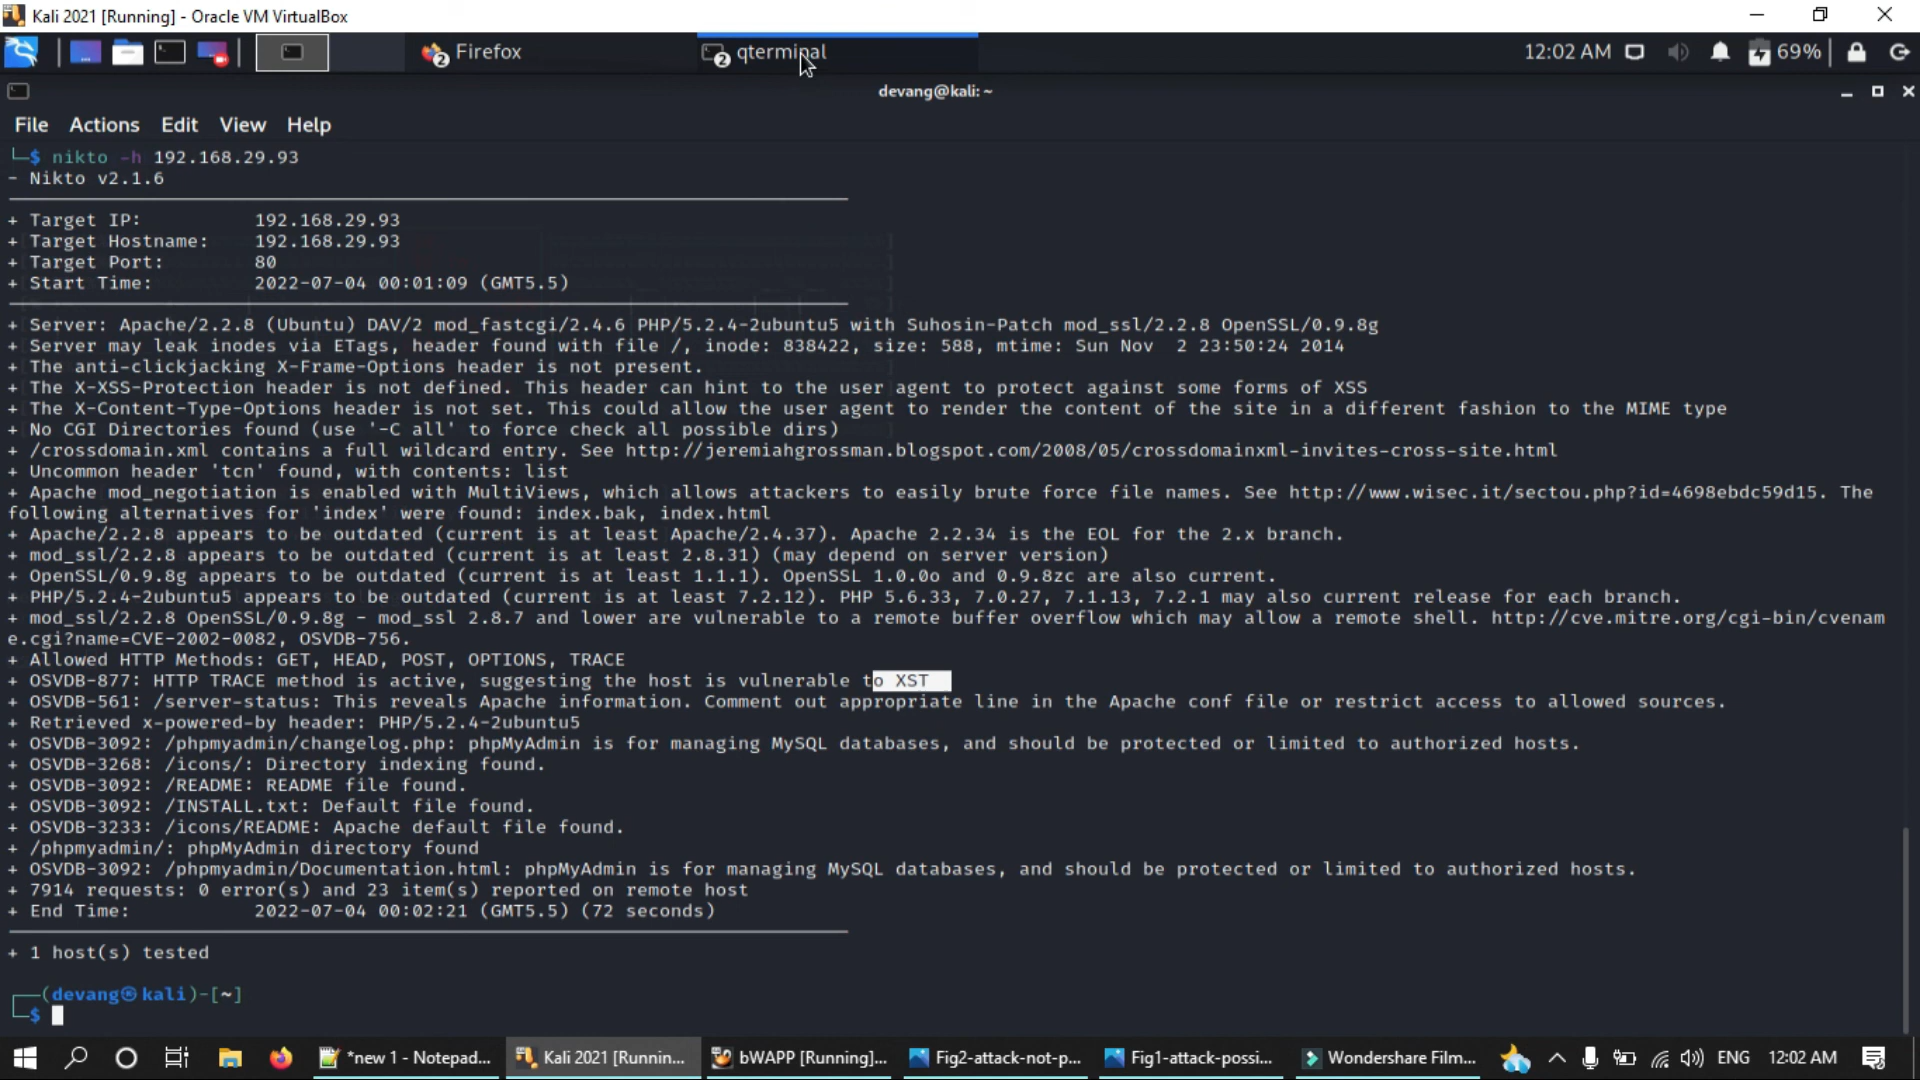 Kali 2021 [Running] - Oracle VM VirtualBox
2 Firefox
2 qterminal
12:02 AM
69%
devang@kali: ~
File Actions Edit View Help
└─$ nikto -h 192.168.29.93
- Nikto v2.1.6
+ Target IP: 192.168.29.93
+ Target Hostname: 192.168.29.93
+ Target Port: 80
+ Start Time: 2022-07-04 00:01:09 (GMT5.5)
+ Server: Apache/2.2.8 (Ubuntu) DAV/2 mod_fastcgi/2.4.6 PHP/5.2.4-2ubuntu5 with Suhosin-Patch mod_ssl/2.2.8 OpenSSL/0.9.8g
+ Server may leak inodes via ETags, header found with file /, inode: 838422, size: 588, mtime: Sun Nov 2 23:50:24 2014
+ The anti-clickjacking X-Frame-Options header is not present.
+ The X-XSS-Protection header is not defined. This header can hint to the user agent to protect against some forms of XSS
+ The X-Content-Type-Options header is not set. This could allow the user agent to render the content of the site in a different fashion to the MIME type
+ No CGI Directories found (use '-C all' to force check all possible dirs)
+ /crossdomain.xml contains a full wildcard entry. See http://jeremiahgrossman.blogspot.com/2008/05/crossdomainxml-invites-cross-site.html
+ Uncommon header 'tcn' found, with contents: list
+ Apache mod_negotiation is enabled with MultiViews, which allows attackers to easily brute force file names. See http://www.wisec.it/sectou.php?id=4698ebdc59d15. The
following alternatives for 'index' were found: index.bak, index.html
+ Apache/2.2.8 appears to be outdated (current is at least Apache/2.4.37). Apache 2.2.34 is the EOL for the 2.x branch.
+ mod_ssl/2.2.8 appears to be outdated (current is at least 2.8.31) (may depend on server version)
+ OpenSSL/0.9.8g appears to be outdated (current is at least 1.1.1). OpenSSL 1.0.0o and 0.9.8zc are also current.
+ PHP/5.2.4-2ubuntu5 appears to be outdated (current is at least 7.2.12). PHP 5.6.33, 7.0.27, 7.1.13, 7.2.1 may also current release for each branch.
+ mod_ssl/2.2.8 OpenSSL/0.9.8g - mod_ssl 2.8.7 and lower are vulnerable to a remote buffer overflow which may allow a remote shell. http://cve.mitre.org/cgi-bin/cvenam
e.cgi?name=CVE-2002-0082, OSVDB-756.
+ Allowed HTTP Methods: GET, HEAD, POST, OPTIONS, TRACE
+ OSVDB-877: HTTP TRACE method is active, suggesting the host is vulnerable to XST
+ OSVDB-561: /server-status: This reveals Apache information. Comment out appropriate line in the Apache conf file or restrict access to allowed sources.
+ Retrieved x-powered-by header: PHP/5.2.4-2ubuntu5
+ OSVDB-3092: /phpmyadmin/changelog.php: phpMyAdmin is for managing MySQL databases, and should be protected or limited to authorized hosts.
+ OSVDB-3268: /icons/: Directory indexing found.
+ OSVDB-3092: /README: README file found.
+ OSVDB-3092: /INSTALL.txt: Default file found.
+ OSVDB-3233: /icons/README: Apache default file found.
+ /phpmyadmin/: phpMyAdmin directory found
+ OSVDB-3092: /phpmyadmin/Documentation.html: phpMyAdmin is for managing MySQL databases, and should be protected or limited to authorized hosts.
+ 7914 requests: 0 error(s) and 23 item(s) reported on remote host
+ End Time: 2022-07-04 00:02:21 (GMT5.5) (72 seconds)
+ 1 host(s) tested
┌──(devang㉿kali)-[~]
└─$
*new 1 - Notepad... Kali 2021 [Runnin... bWAPP [Running]... Fig2-attack-not-p... Fig1-attack-possi... Wondershare Film... ENG 12:02 AM